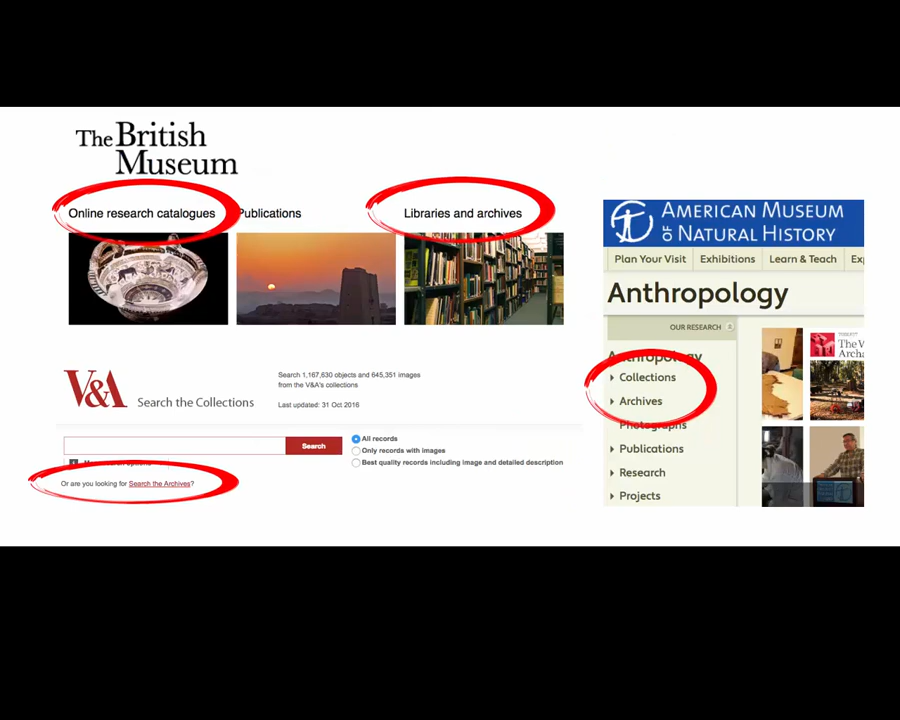 The British
Museum
Online research catalogues
Publications
Libraries and archives
V&A
Search the Collections
Search 1,167,630 objects and 645,351 images
from the V&A's collections
Last updated: 31 Oct 2016
Search
All records
Only records with images
Best quality records including image and detailed description
Or are you looking for Search the Archives?
AMERICAN MUSEUM
OF NATURAL HISTORY
Plan Your Visit
Exhibitions
Learn & Teach
Anthropology
OUR RESEARCH
Anthropology
Collections
Archives
Photographs
Publications
Research
Projects
The V